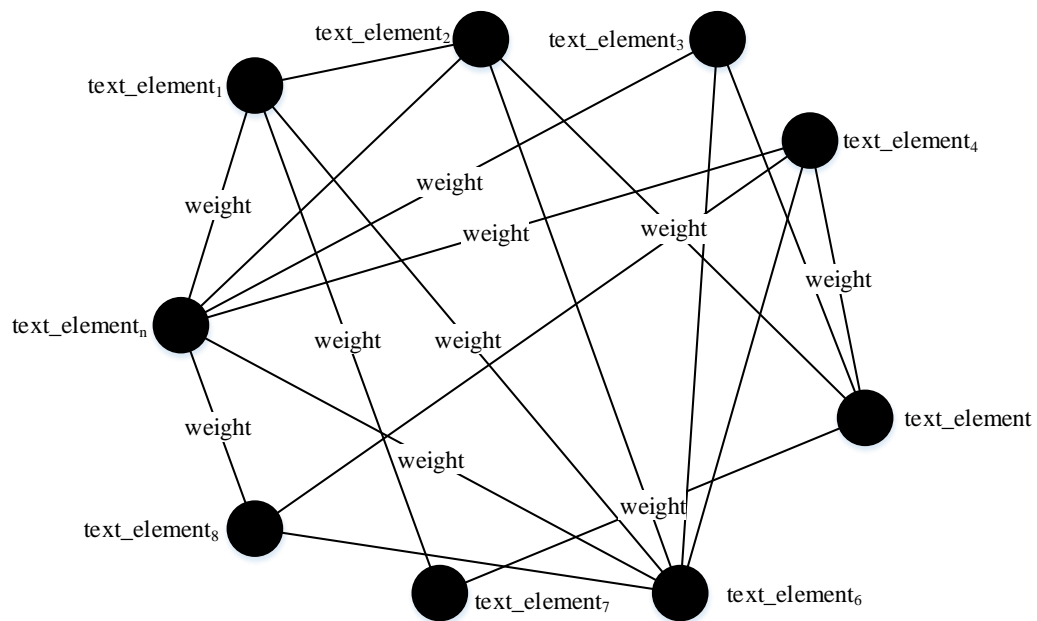 text_element₂
text_element₃
text_element₁
text_element₄
weight
weight
weight
weight
weight
text_elementₙ
weight
weight
text_element
weight
weight
weight
text_element₈
text_element₇
text_element₆